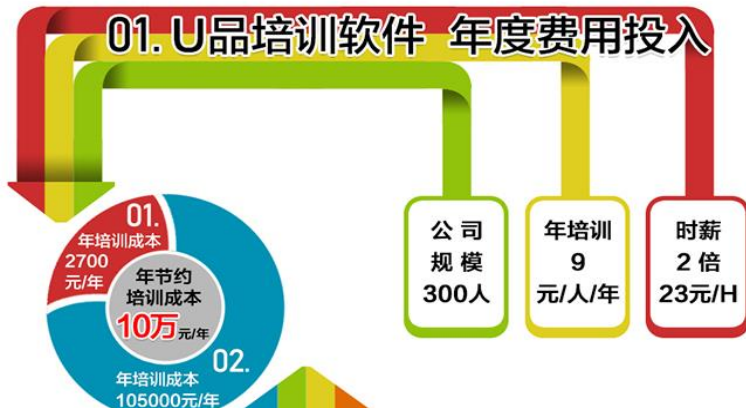 01. U品培训软件 年度费用投入
公司
规模
300人
年培训
9
元/人/年
时薪
2倍
23元/H
01.
年培训成本
2700
元/年
年节约
培训成本
10万元/年
02.
年培训成本
105000元/年